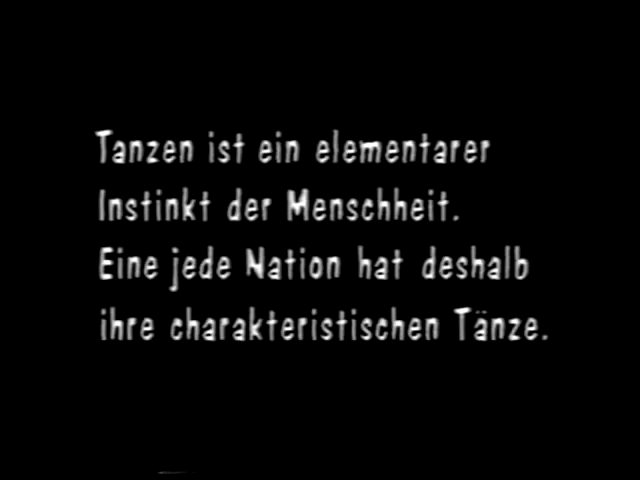 Tanzen ist ein elementarer
Instinkt der Menschheit.
Eine jede Nation hat deshalb
ihre charakteristischen Tänze.